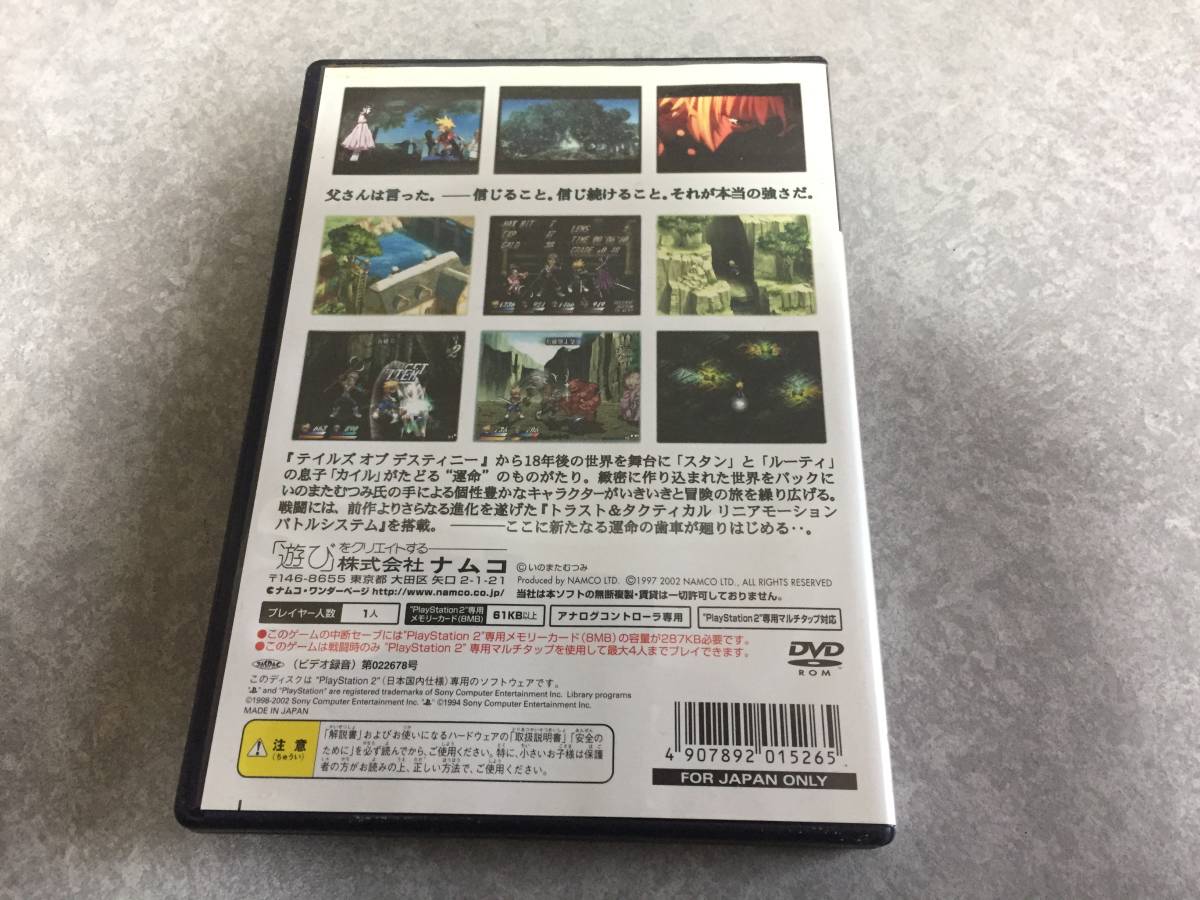 父さんは言った。――信じること。信じ続けること。それが本当の強さだ。
『テイルズ オブ デスティニー』から18年後の世界を舞台に「スタン」と「ルーティ」
の息子「カイル」がたどる“運命”のものがたり。緻密に作り込まれた世界をバックに
いのまたむつみ氏の手による個性豊かなキャラクターがいきいきと冒険の旅を繰り広げる。
戦闘には、前作よりさらなる進化を遂げた『トラスト&タクティカル リニアモーション
バトルシステム』を搭載。――――ここに新たなる運命の歯車が廻りはじめる‥。
「遊び」をクリエイトする
株式会社 ナムコ
〒146-8655 東京都 大田区 矢口 2-1-21
ナムコ・ワンダーページ http://www.namco.co.jp/
©いのまたむつみ
Produced by NAMCO LTD. ©1997 2002 NAMCO LTD., ALL RIGHTS RESERVED
当社は本ソフトの無断複製・賃貸は一切許可しておりません。
プレイヤー人数 1人 "PlayStation 2"専用メモリーカード(8MB) 61KB以上 アナログコントローラ専用 "PlayStation 2"専用マルチタップ対応
●このゲームの中断セーブには"PlayStation 2"専用メモリーカード(8MB)の容量が287KB必要です。
●このゲームは戦闘時のみ "PlayStation 2" 専用マルチタップを使用して最大4人までプレイできます。
DVD
ROM
(ビデオ録音) 第022678号
このディスクは "PlayStation 2"(日本国内仕様)専用のソフトウェアです。
" " and "PlayStation" are registered trademarks of Sony Computer Entertainment Inc. Library programs
©1998-2002 Sony Computer Entertainment Inc. " " ©1994 Sony Computer Entertainment Inc.
MADE IN JAPAN
注意
(ちゅうい)
「解説書」およびお使いになるハードウェアの「取扱説明書」「安全の
ために」を必ず読んでから、ご使用ください。特に、小さいお子様は保護
者の方がお読みの上、正しい方法で、ご使用ください。
4 907892 015265
FOR JAPAN ONLY